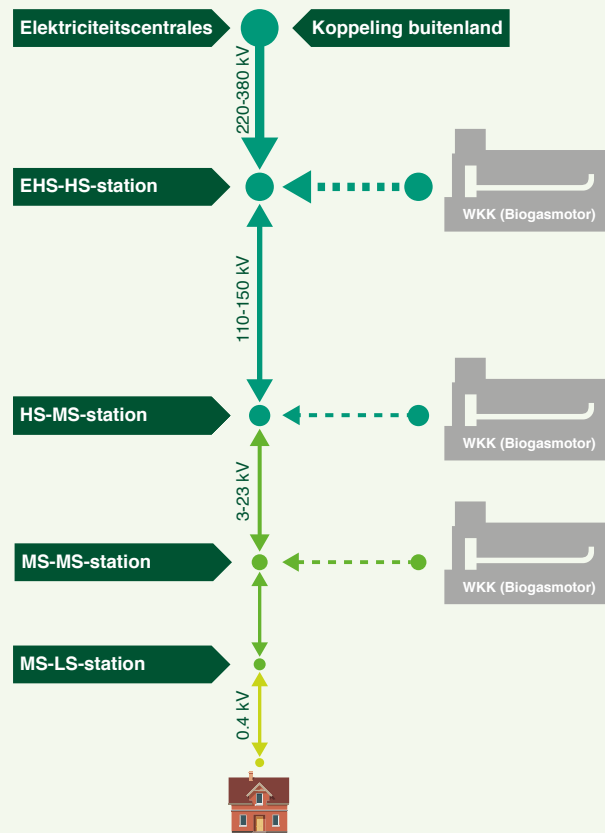 Elektriciteitscentrales
Koppeling buitenland
220-380 kV
EHS-HS-station
WKK (Biogasmotor)
110-150 kV
HS-MS-station
WKK (Biogasmotor)
3-23 kV
MS-MS-station
WKK (Biogasmotor)
MS-LS-station
0.4 kV